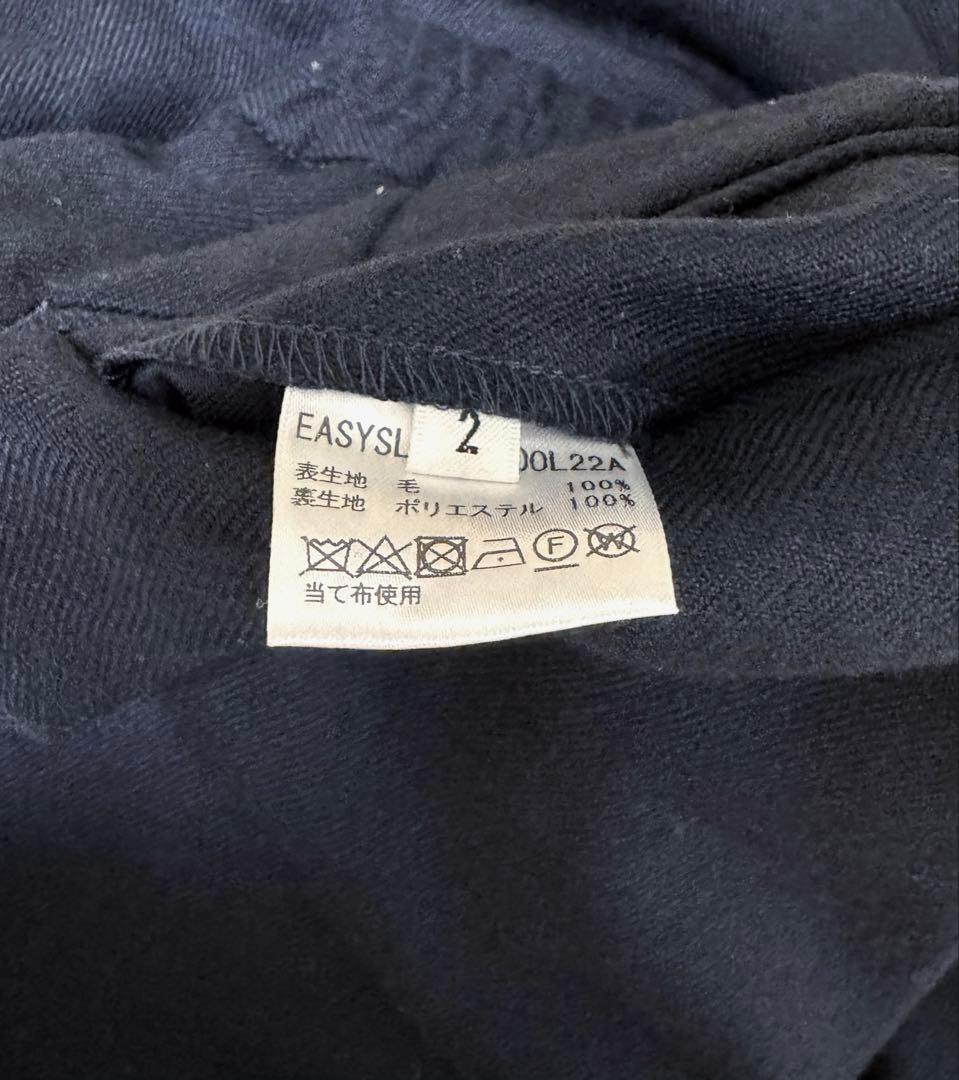 EASYSL 2 OOL22A
表生地 毛 100%
裏生地 ポリエステル 100%
F W
当て布使用